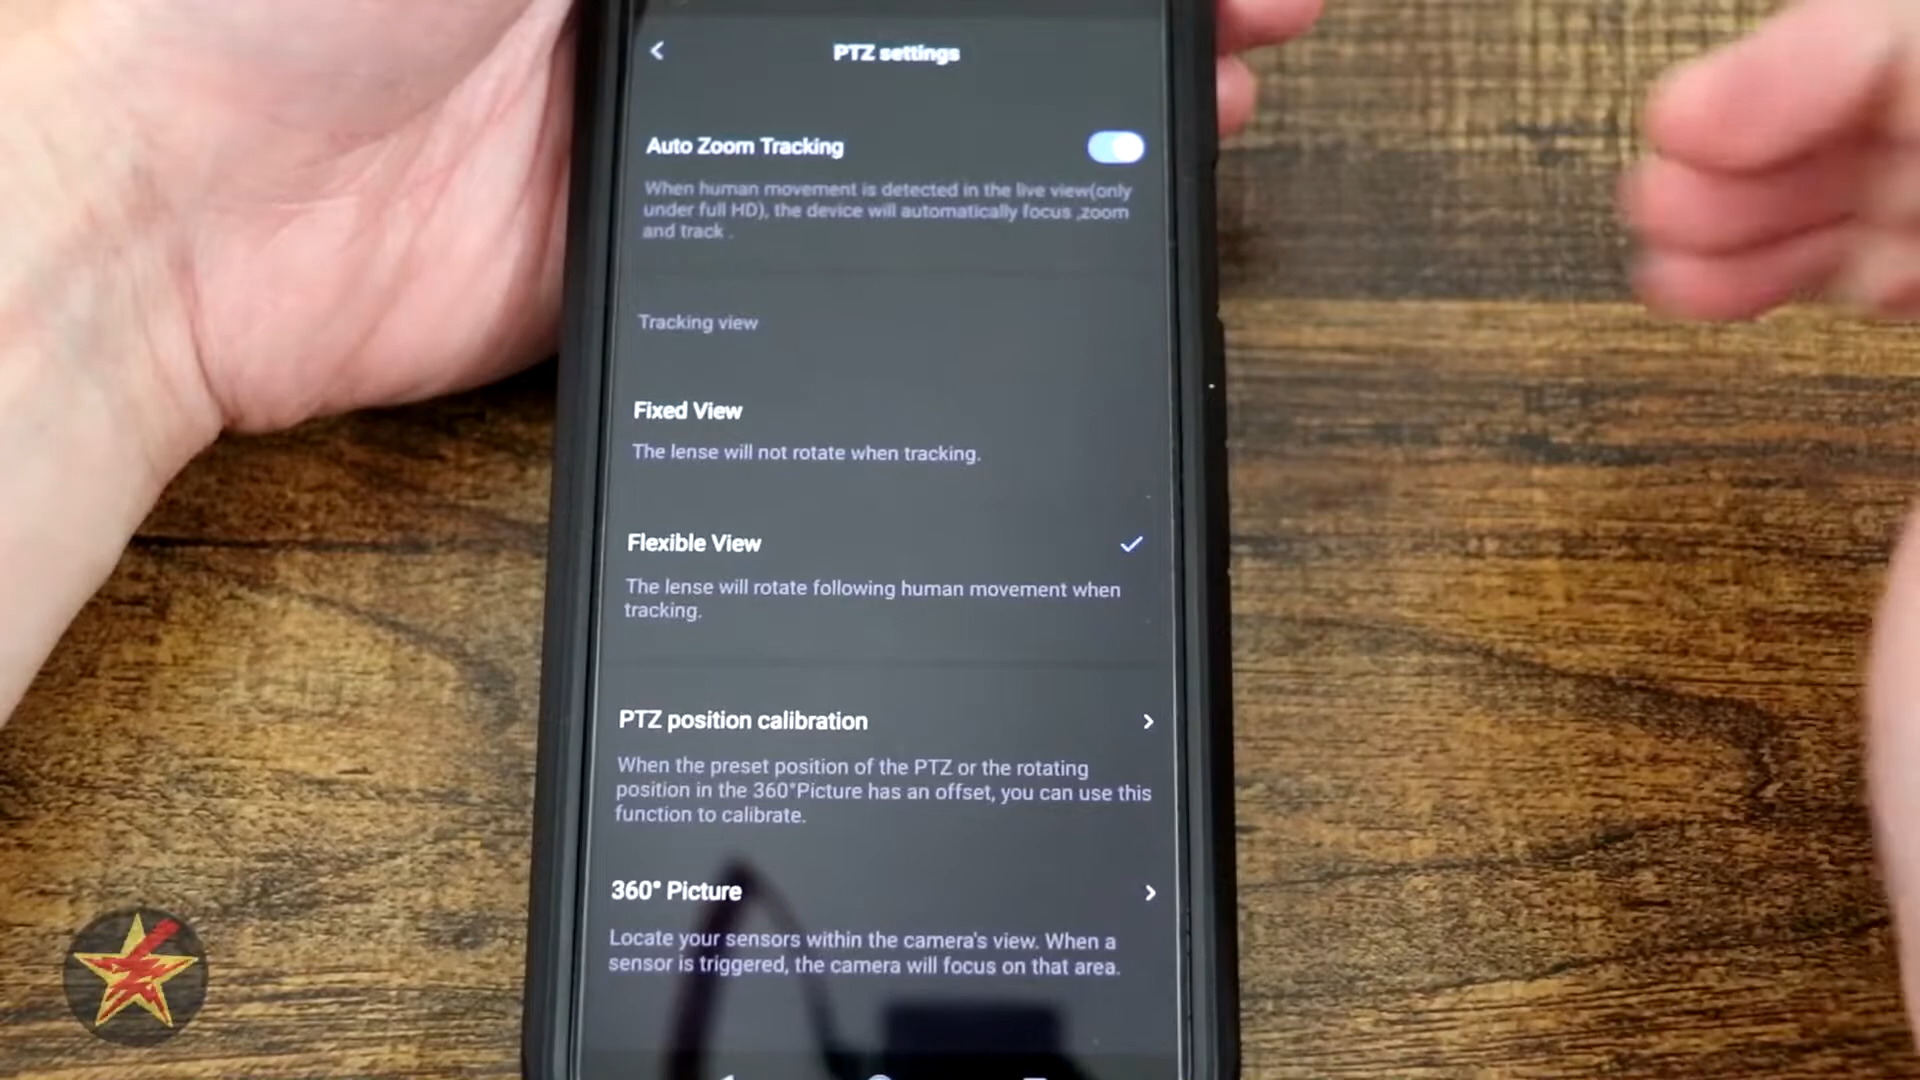 PTZ settings
Auto Zoom Tracking
When human movement is detected in the live view(only
under full HD), the device will automatically focus ,zoom
and track .
Tracking view
Fixed View
The lense will not rotate when tracking.
Flexible View
The lense will rotate following human movement when
tracking.
PTZ position calibration
When the preset position of the PTZ or the rotating
position in the 360°Picture has an offset, you can use this
function to calibrate.
360° Picture
Locate your sensors within the camera's view. When a
sensor is triggered, the camera will focus on that area.